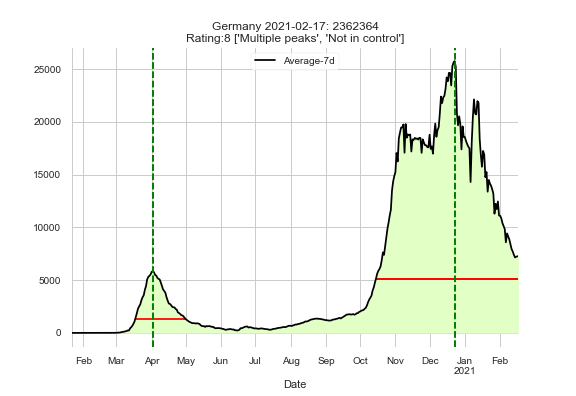 Germany 2021-02-17: 2362364
Rating:8 ['Multiple peaks', 'Not in control']
Average-7d
25000
20000
15000
10000
5000
0
Feb Mar Apr May Jun Jul Aug Sep Oct Nov Dec Jan Feb
2021
Date